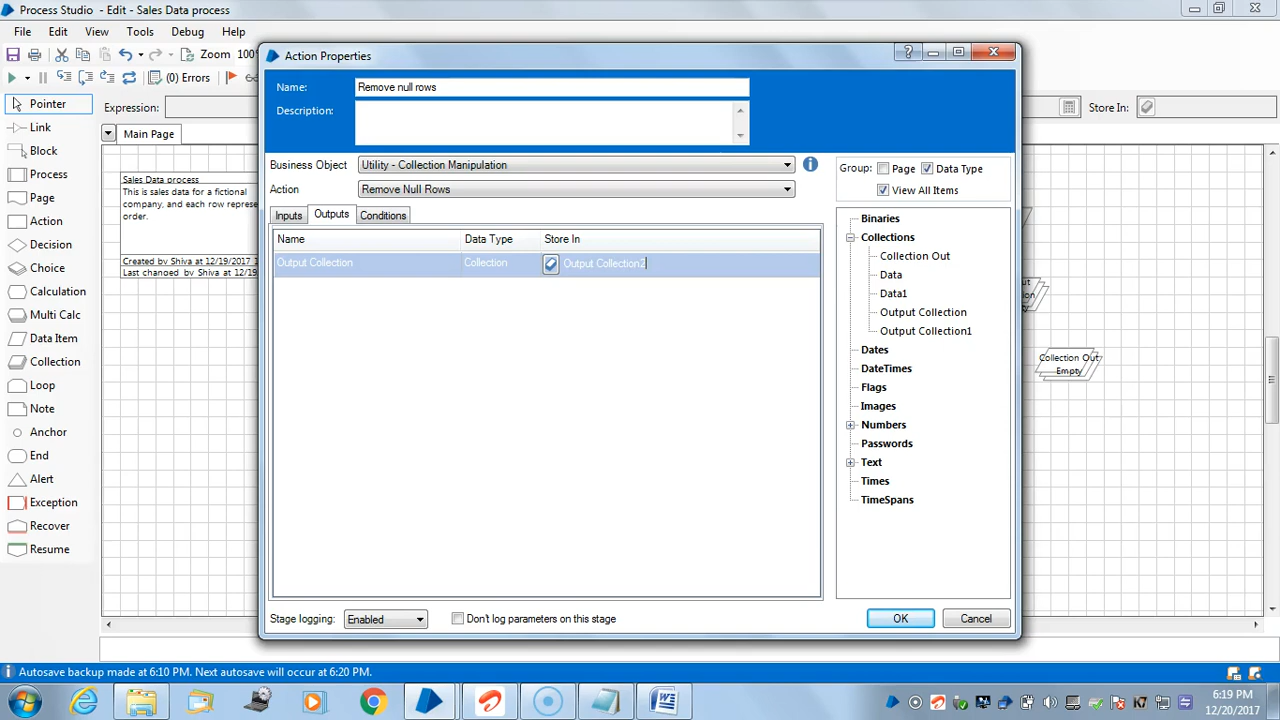 Process Studio - Edit - Sales Data process
File Edit View Tools Debug Help
Zoom 100%
(0) Errors
Pointer
Link
Block
Process
Page
Action
Decision
Choice
Calculation
Multi Calc
Data Item
Collection
Loop
Note
Anchor
End
Alert
Exception
Recover
Resume
Expression:
Store In:
Main Page
Sales Data process
This is sales data for a fictional
company, and each row represe
order.
Created by Shiva at 12/19/2017 1
Last changed by Shiva at 12/19
Action Properties
Name: Remove null rows
Description:
Business Object Utility - Collection Manipulation
Action Remove Null Rows
Inputs Outputs Conditions
Name Data Type Store In
Output Collection Collection Output Collection2
Group: Page Data Type
View All Items
Binaries
Collections
Collection Out
Data
Data1
Output Collection
Output Collection1
Dates
DateTimes
Flags
Images
Numbers
Passwords
Text
Times
TimeSpans
Stage logging: Enabled Don't log parameters on this stage
OK Cancel
Collection Out
Empty
Autosave backup made at 6:10 PM. Next autosave will occur at 6:20 PM.
6:19 PM
12/20/2017